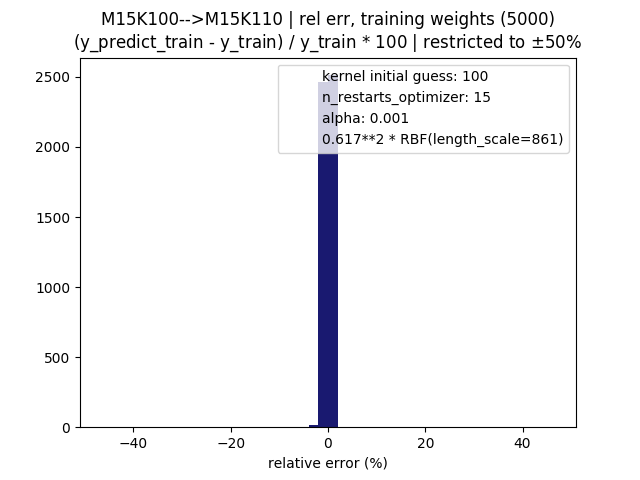 M15K100-->M15K110 | rel err, training weights (5000)
(y_predict_train - y_train) / y_train * 100 | restricted to ±50%
kernel initial guess: 100
n_restarts_optimizer: 15
alpha: 0.001
0.617**2 * RBF(length_scale=861)
2500
2000
1500
1000
500
0
−40
−20
0
20
40
relative error (%)